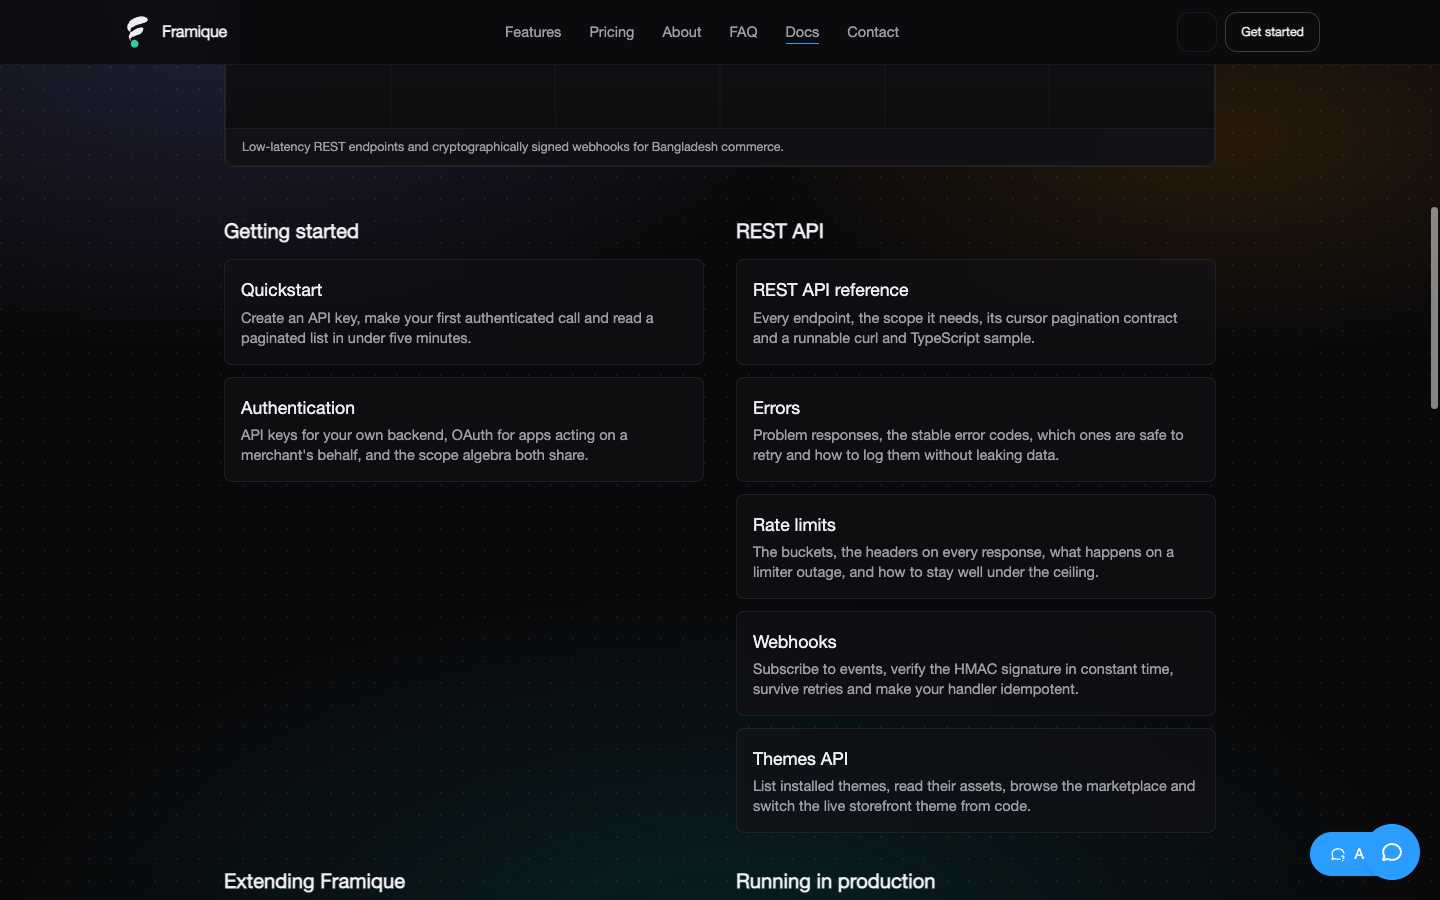 Framique
Features
Pricing
About
FAQ
Docs
Contact
Get started
Low-latency REST endpoints and cryptographically signed webhooks for Bangladesh commerce.
Getting started
Quickstart
Create an API key, make your first authenticated call and read a
paginated list in under five minutes.
Authentication
API keys for your own backend, OAuth for apps acting on a
merchant's behalf, and the scope algebra both share.
REST API
REST API reference
Every endpoint, the scope it needs, its cursor pagination contract
and a runnable curl and TypeScript sample.
Errors
Problem responses, the stable error codes, which ones are safe to
retry and how to log them without leaking data.
Rate limits
The buckets, the headers on every response, what happens on a
limiter outage, and how to stay well under the ceiling.
Webhooks
Subscribe to events, verify the HMAC signature in constant time,
survive retries and make your handler idempotent.
Themes API
List installed themes, read their assets, browse the marketplace and
switch the live storefront theme from code.
Extending Framique
Running in production
A